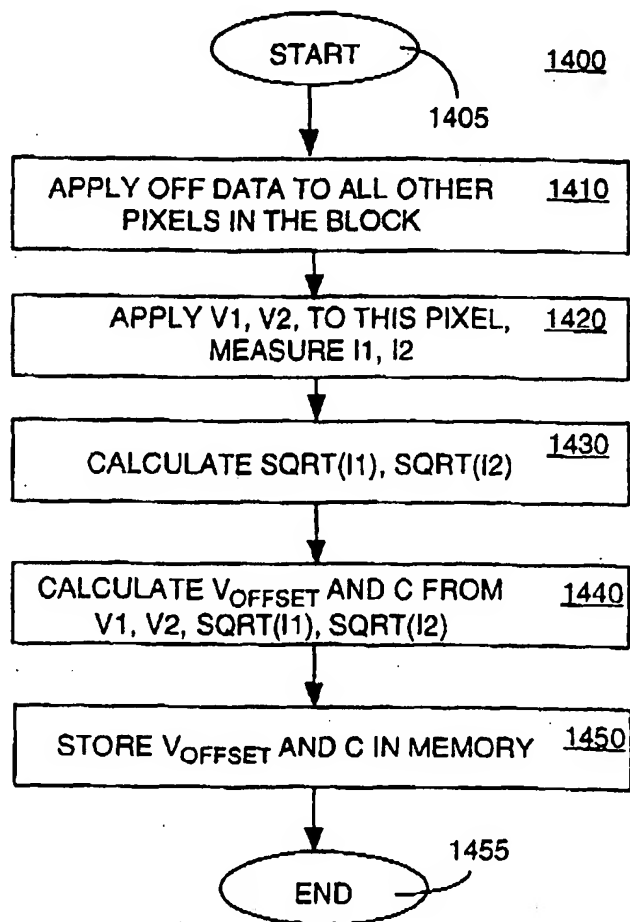 START
1400
1405
APPLY OFF DATA TO ALL OTHER
PIXELS IN THE BLOCK
1410
APPLY V1, V2, TO THIS PIXEL,
MEASURE I1, I2
1420
1430
CALCULATE SQRT(I1), SQRT(I2)
CALCULATE VOFFSET AND C FROM
V1, V2, SQRT(I1), SQRT(I2)
1440
STORE VOFFSET AND C IN MEMORY
1450
1455
END